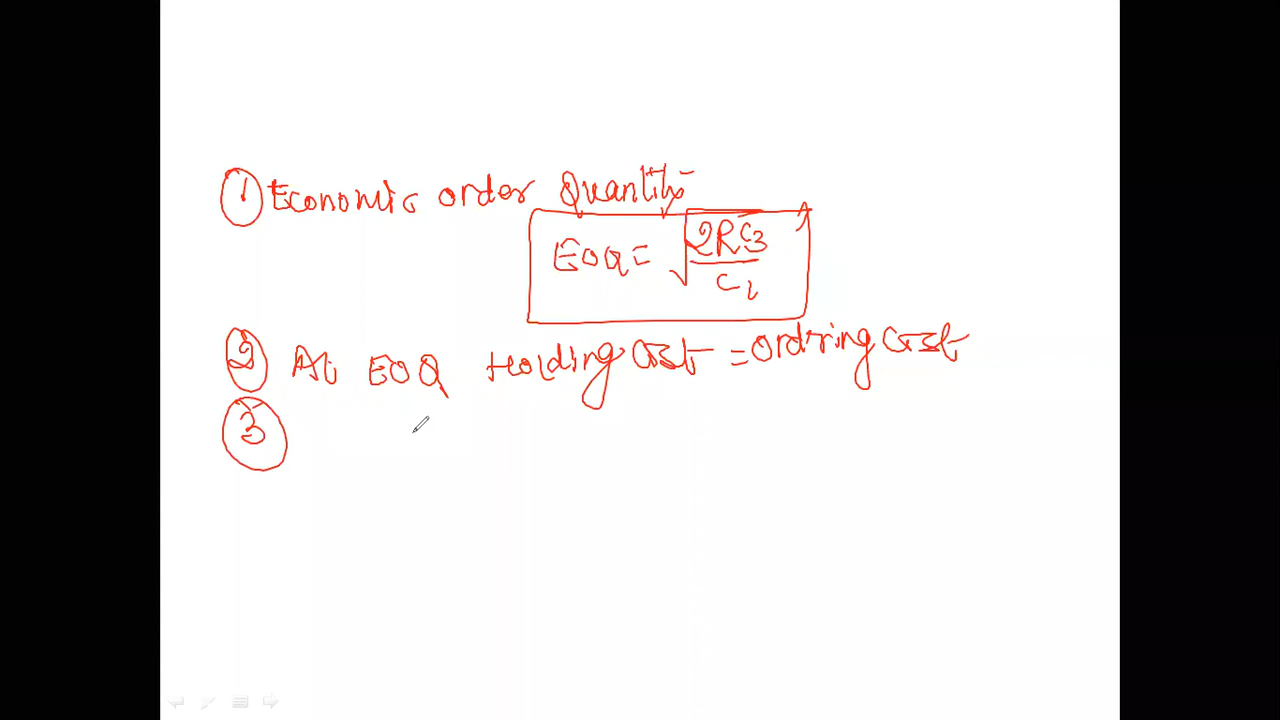 ① Economic order Quantity
EOQ = √(2RC3/C1)
② At EOQ Holding Cost = Ordring Cost
③